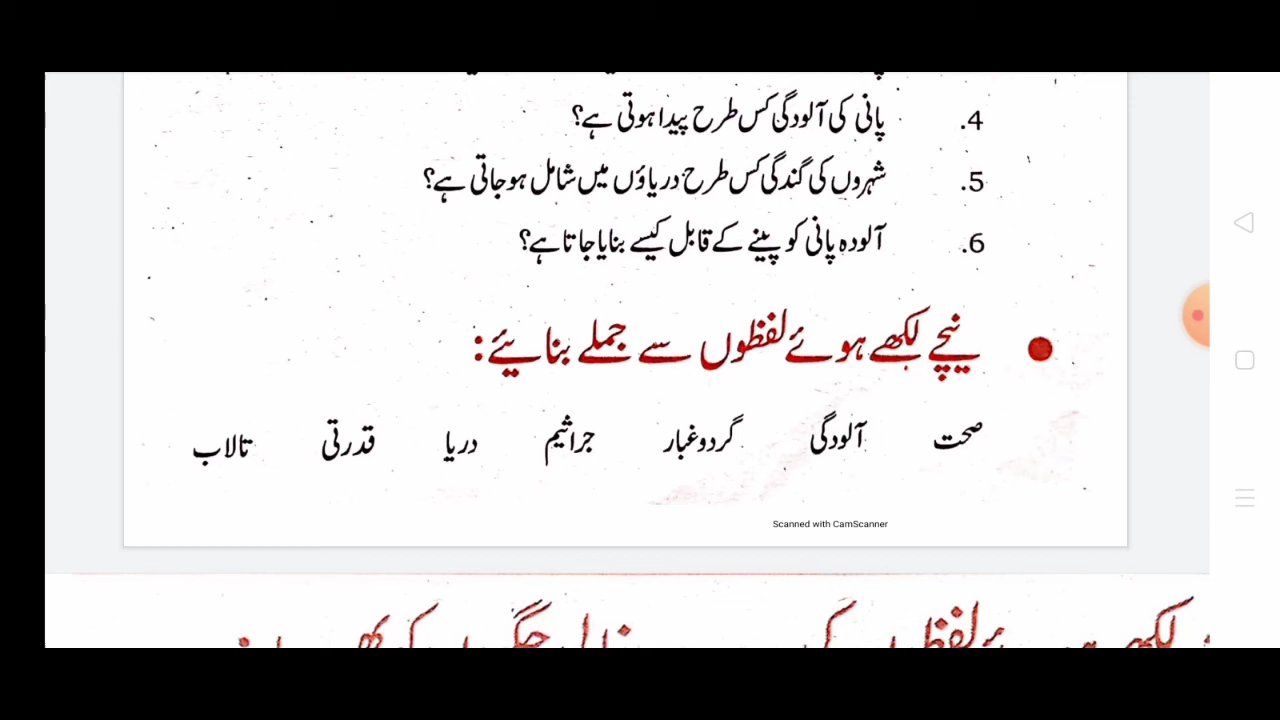 4. پانی کی آلودگی کس طرح پیدا ہوتی ہے؟
5. شہروں کی گندگی کس طرح دریاؤں میں شامل ہوجاتی ہے؟
6. آلودہ پانی کو پینے کے قابل کیسے بنایا جاتا ہے؟
● نیچے لکھے ہوئے لفظوں سے جملے بنائیے:
صحت آلودگی گردوغبار جراثیم دریا قدرتی تالاب
Scanned with CamScanner